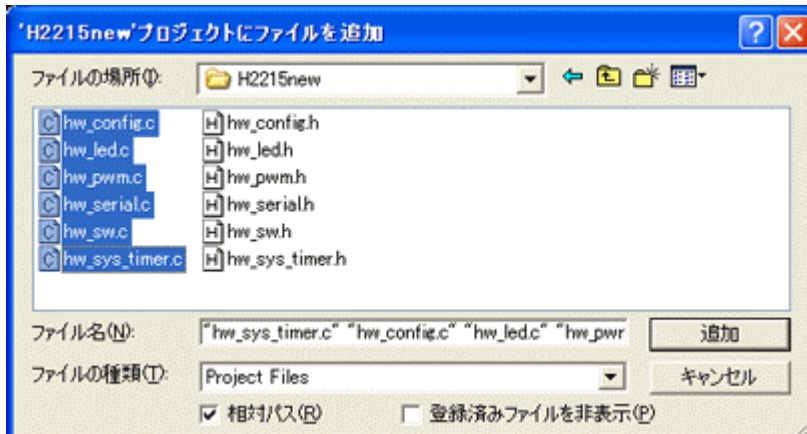 'H2215new'プロジェクトにファイルを追加
ファイルの場所(I):
H2215new
hw_config.c
hw_config.h
hw_led.c
hw_led.h
hw_pwm.c
hw_pwm.h
hw_serial.c
hw_serial.h
hw_sw.c
hw_sw.h
hw_sys_timer.c
hw_sys_timer.h
ファイル名(N):
"hw_sys_timer.c" "hw_config.c" "hw_led.c" "hw_pwr
追加
ファイルの種類(T):
Project Files
キャンセル
相対パス(R)
登録済みファイルを非表示(P)